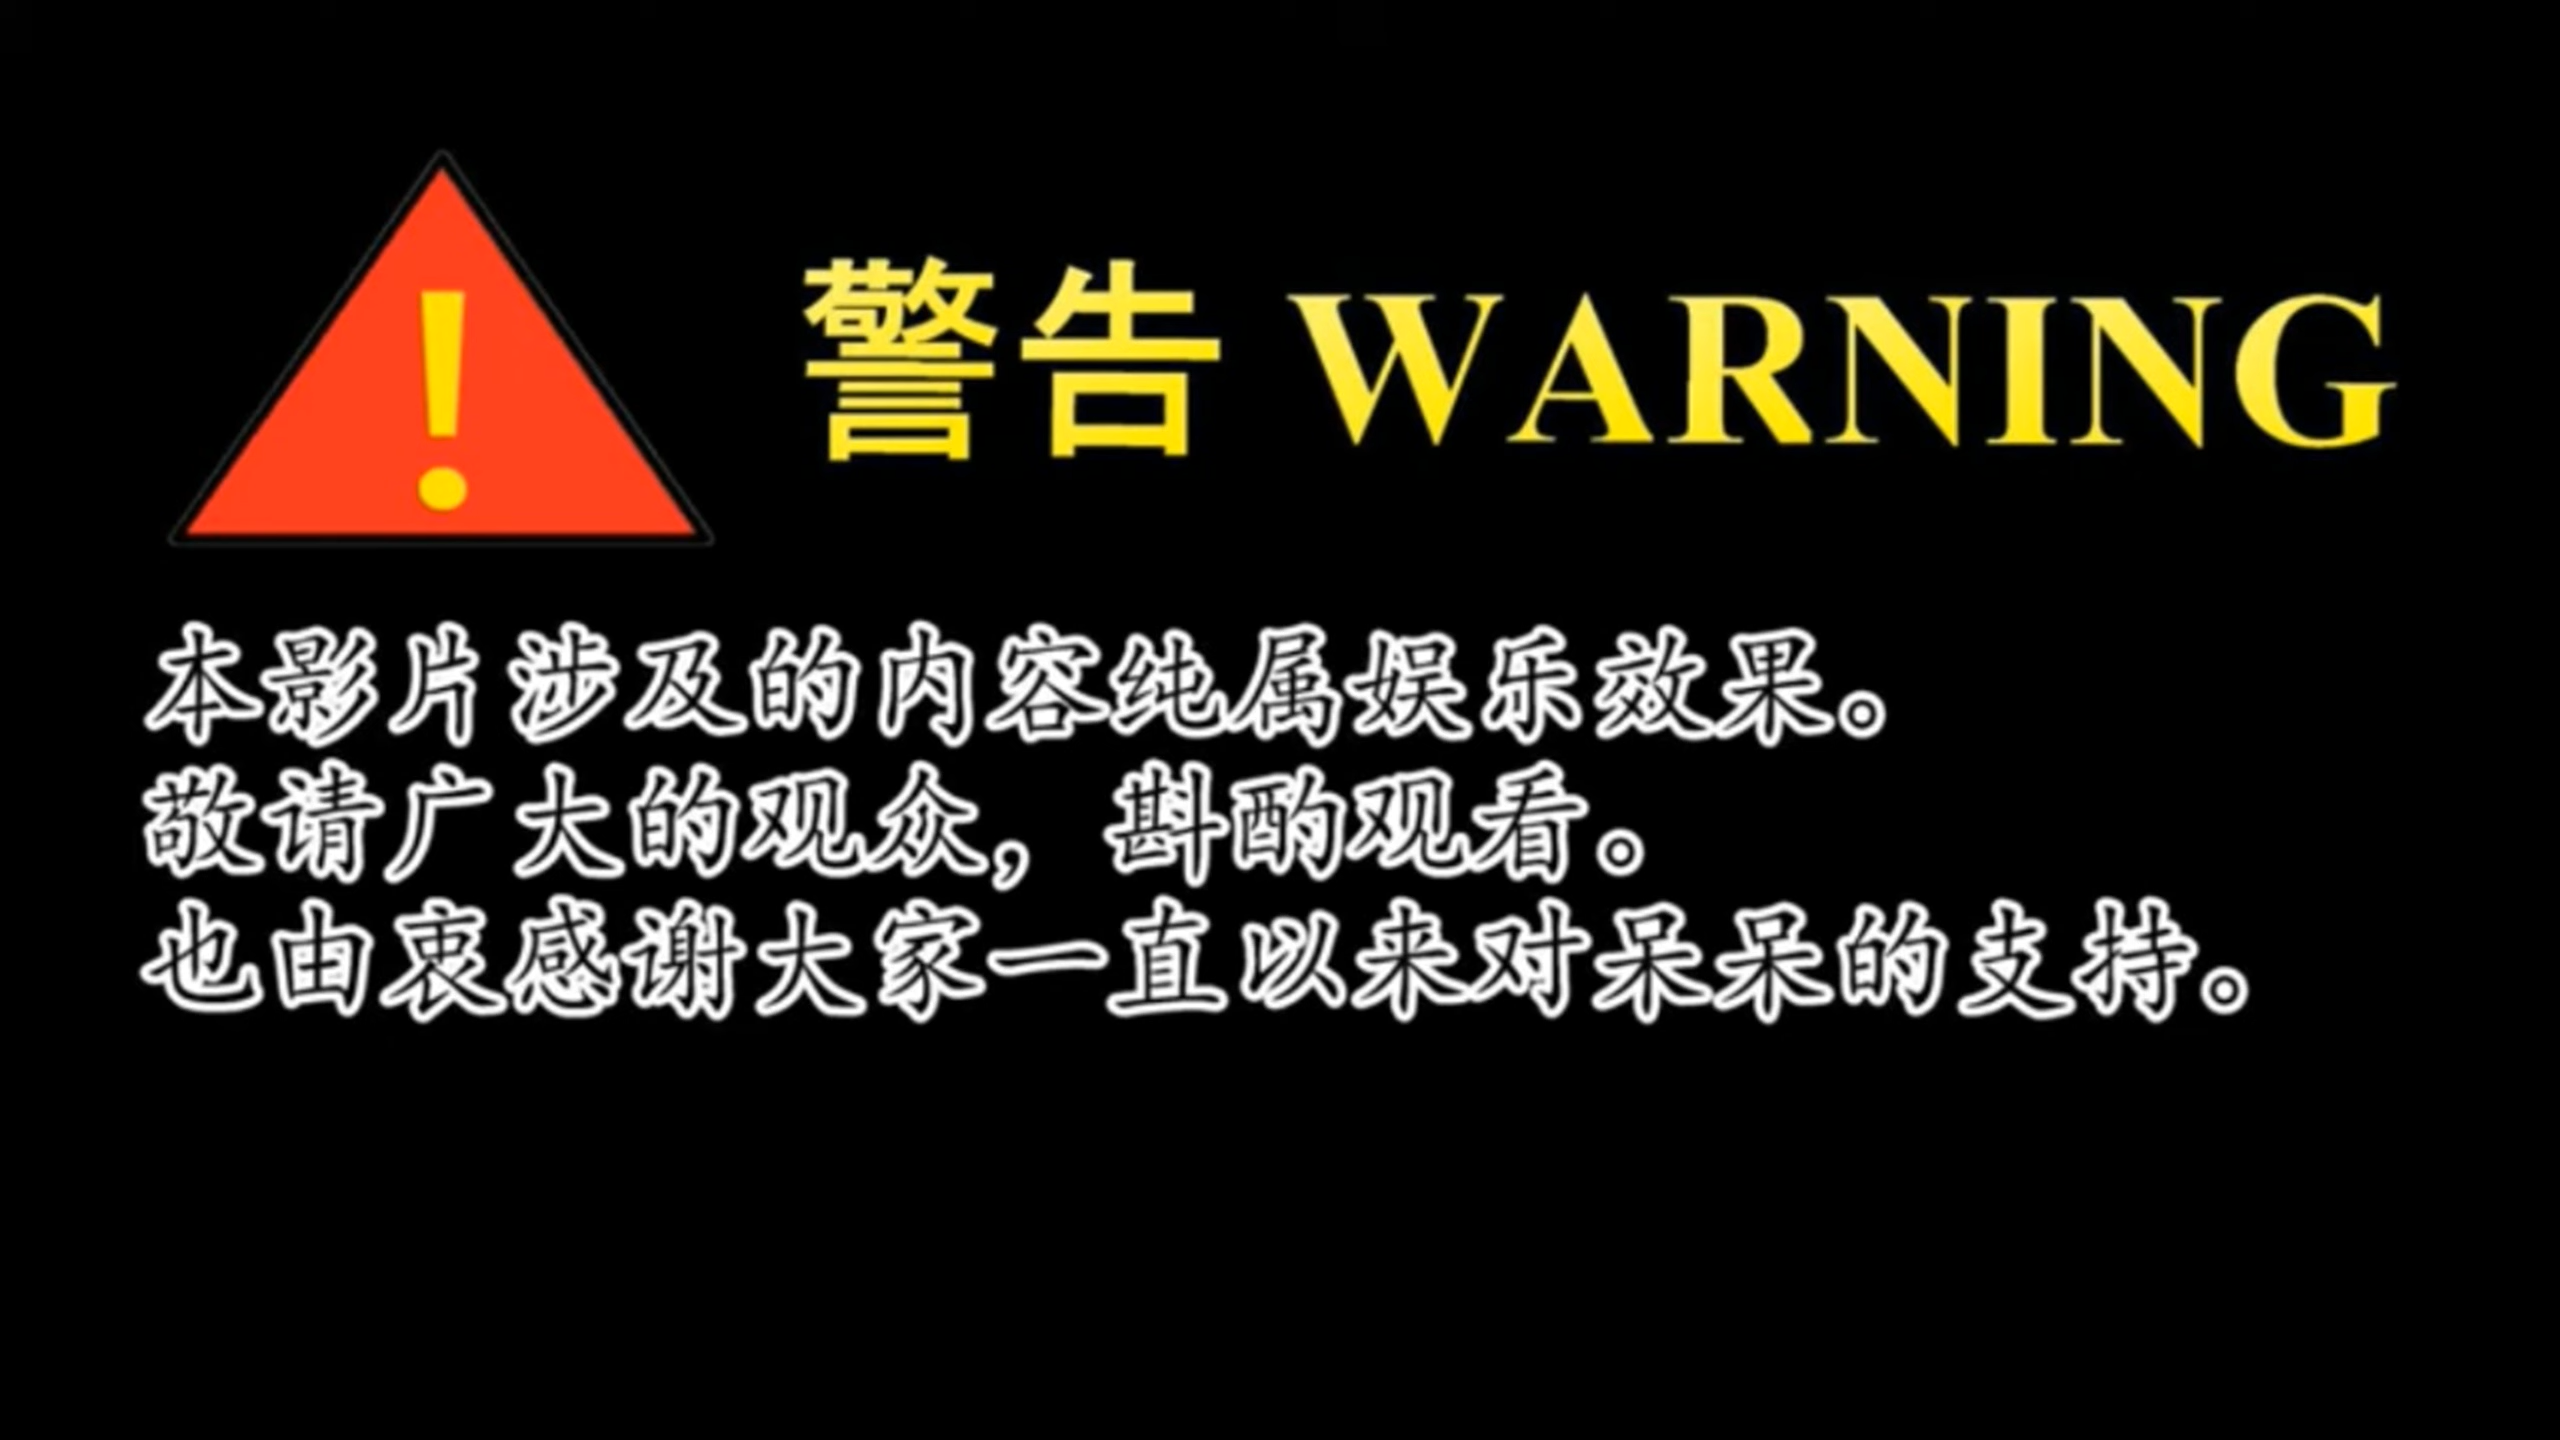 警告 WARNING
本影片涉及的内容纯属娱乐效果。
敬请广大的观众，斟酌观看。
也由衷感谢大家一直以来对呆呆的支持。